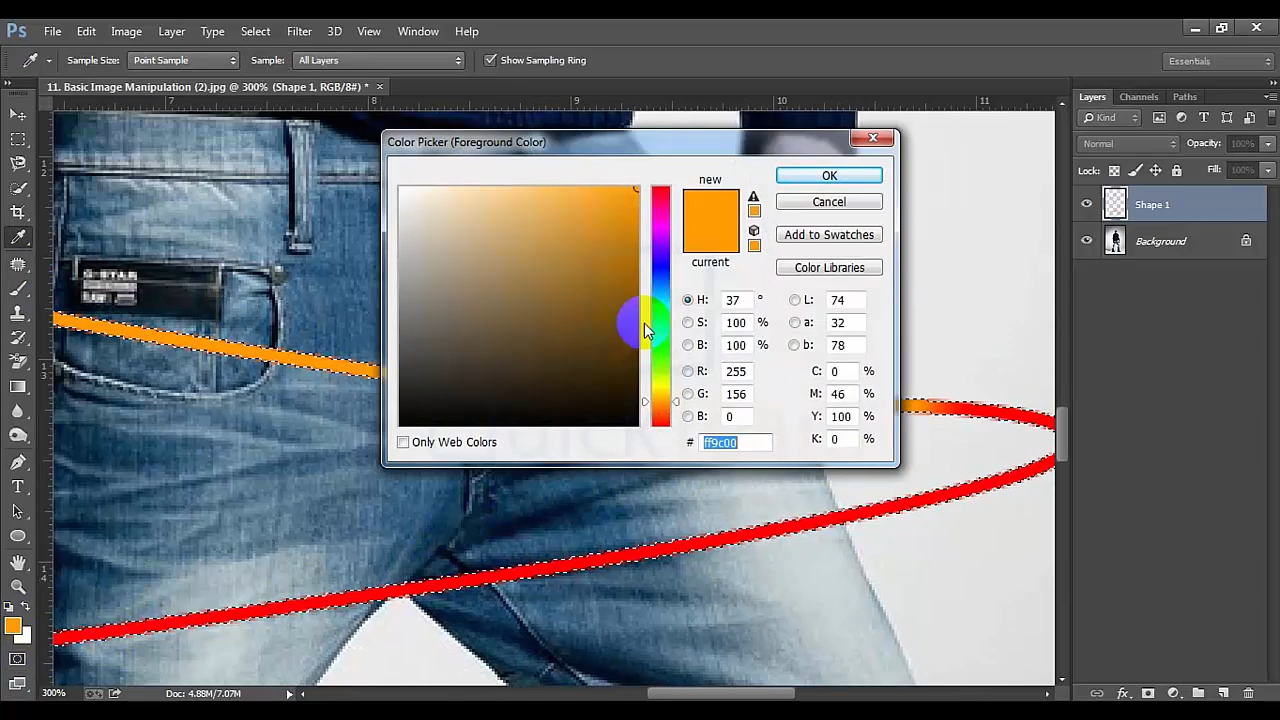 Ps File Edit Image Layer Type Select Filter 3D View Window Help
Sample Size: Point Sample Sample: All Layers Show Sampling Ring Essentials
11. Basic Image Manipulation (2).jpg @ 300% (Shape 1, RGB/8#) * ×
Layers Channels Paths
7 8 9 10 11
Kind
Normal Opacity: 100%
Lock: Fill: 100%
Shape 1
Background
Color Picker (Foreground Color)
new
current
OK
Cancel
Add to Swatches
Color Libraries
H: 37 ° L: 74
S: 100 % a: 32
B: 100 % b: 78
R: 255 C: 0 %
G: 156 M: 46 %
B: 0 Y: 100 %
# ff9c00 K: 0 %
Only Web Colors
300% Doc: 4.88M/7.07M